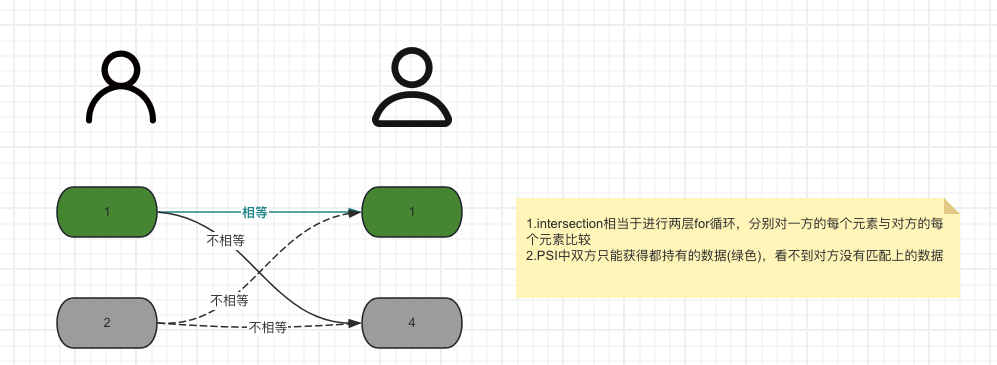 1
相等
1
1.intersection相当于进行两层for循环，分别对一方的每个元素与对方的每
个元素比较
2.PSI中双方只能获得都持有的数据(绿色)，看不到对方没有匹配上的数据
不相等
不相等
2
不相等
4